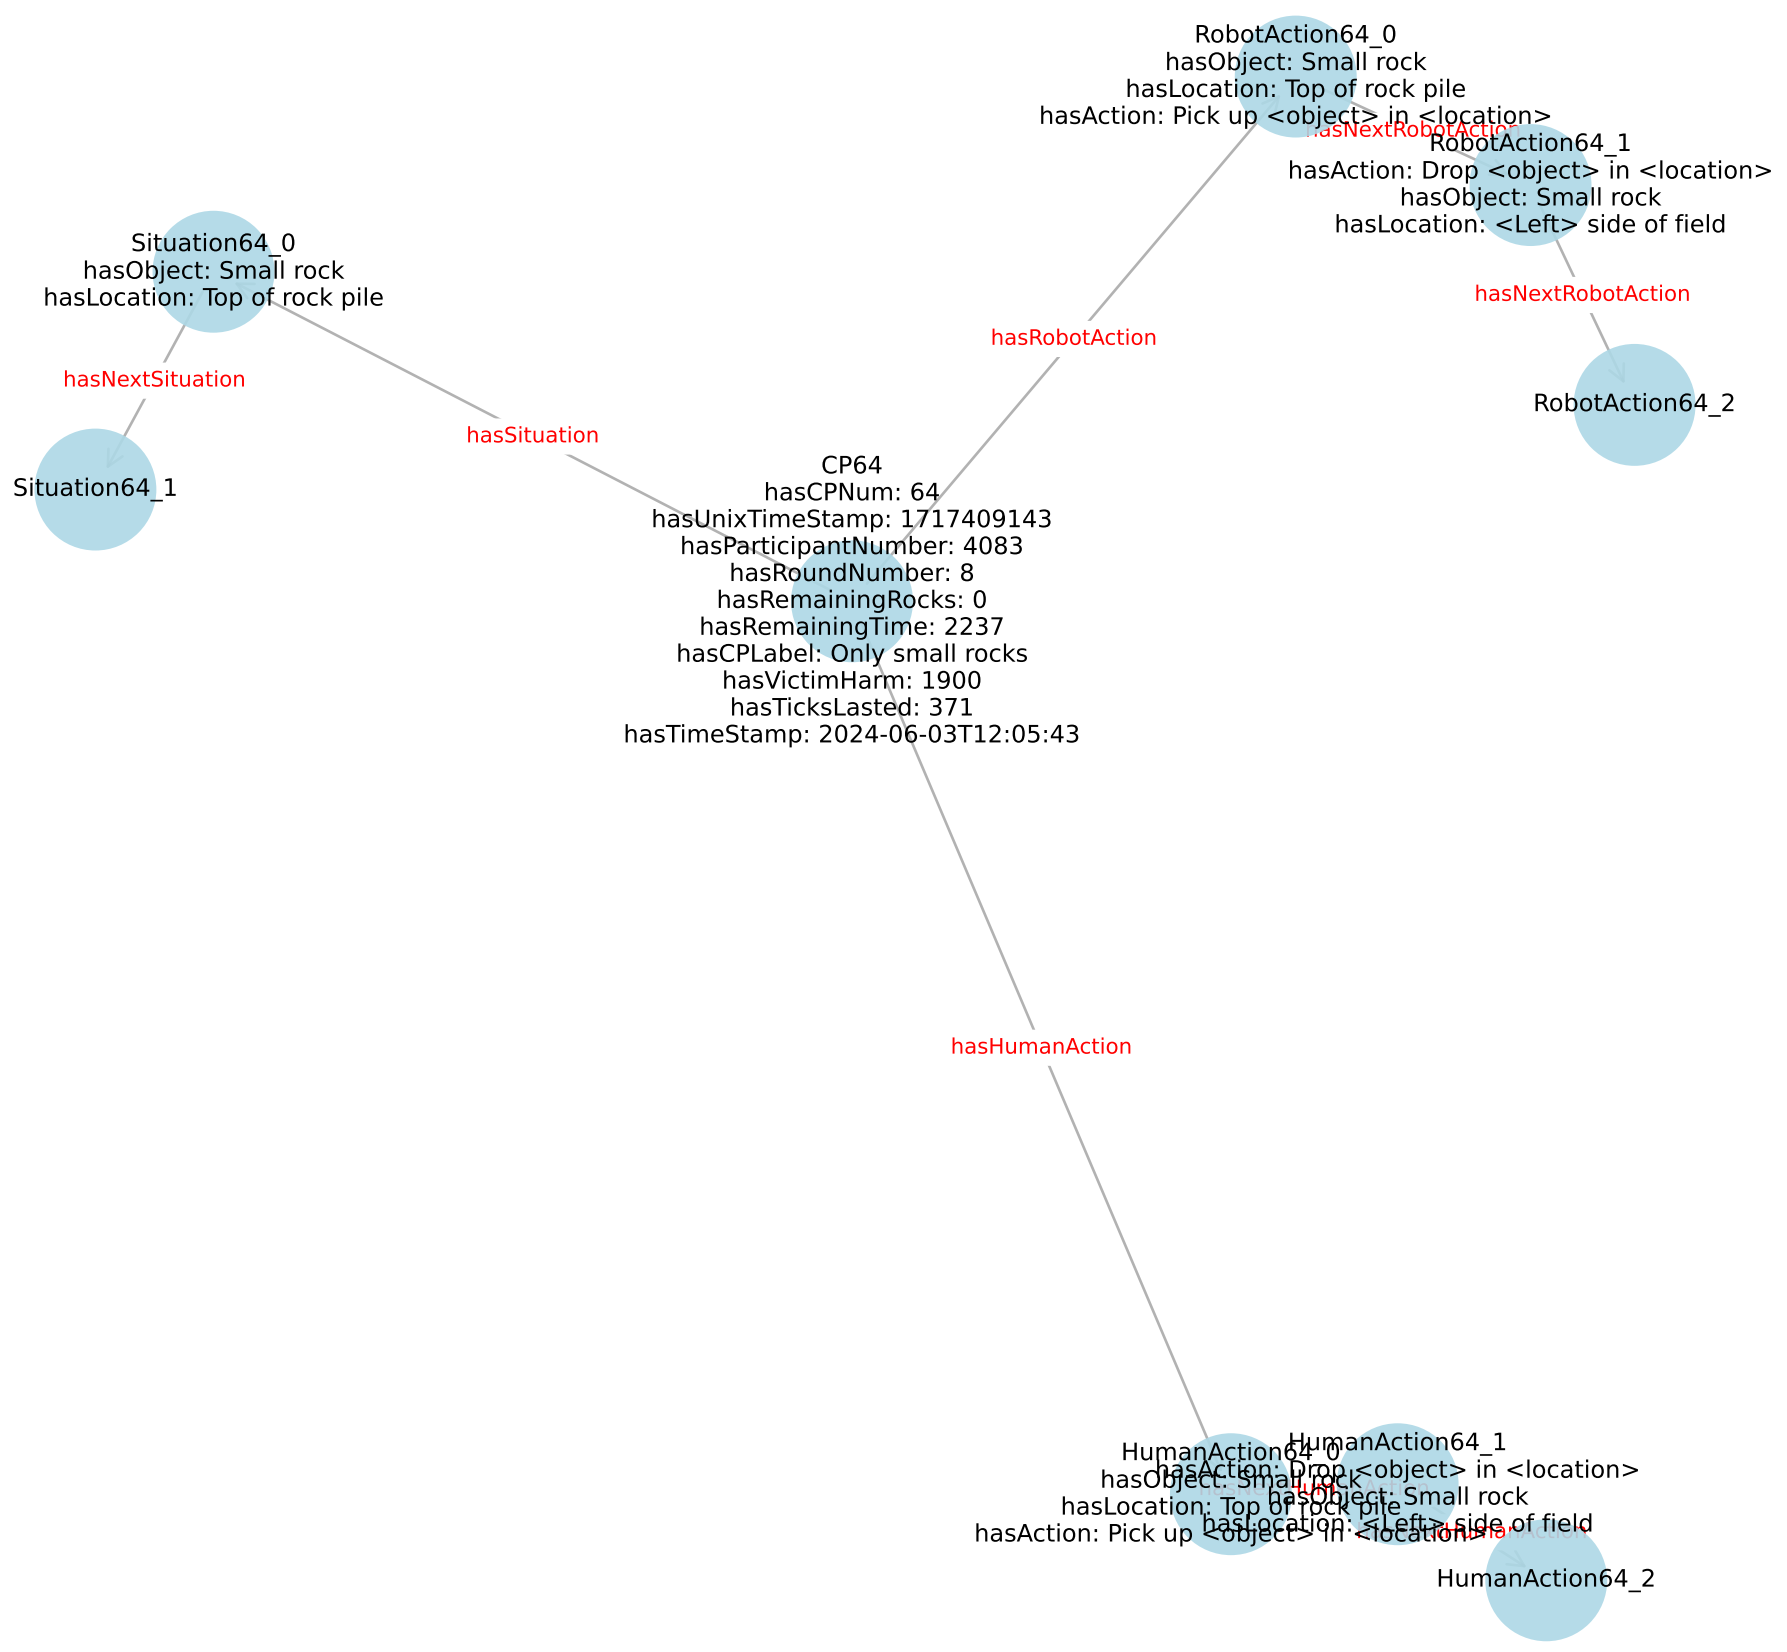 RobotAction64_0
hasObject: Small rock
hasLocation: Top of rock pile
hasAction: Pick up <object> in <location>
hasNextRobotAction
RobotAction64_1
hasAction: Drop <object> in <location>
hasObject: Small rock
hasLocation: <Left> side of field
hasNextRobotAction
RobotAction64_2
Situation64_0
hasObject: Small rock
hasLocation: Top of rock pile
hasNextSituation
Situation64_1
hasSituation
hasRobotAction
CP64
hasCPNum: 64
hasUnixTimeStamp: 1717409143
hasParticipantNumber: 4083
hasRoundNumber: 8
hasRemainingRocks: 0
hasRemainingTime: 2237
hasCPLabel: Only small rocks
hasVictimHarm: 1900
hasTicksLasted: 371
hasTimeStamp: 2024-06-03T12:05:43
hasHumanAction
HumanAction64_0
hasObject: Small rock
hasLocation: Top of rock pile
hasAction: Pick up <object> in <location>
HumanAction64_1
hasAction: Drop <object> in <location>
hasObject: Small rock
hasLocation: <Left> side of field
HumanAction64_2